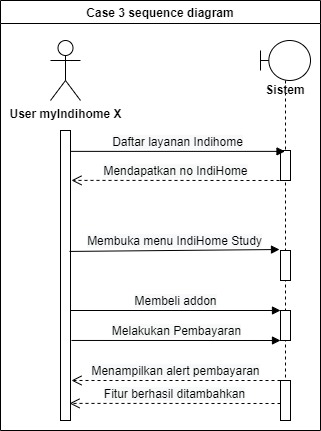 Case 3 sequence diagram
User myIndihome X
Sistem
Daftar layanan Indihome
Mendapatkan no IndiHome
Membuka menu IndiHome Study
Membeli addon
Melakukan Pembayaran
Menampilkan alert pembayaran
Fitur berhasil ditambahkan